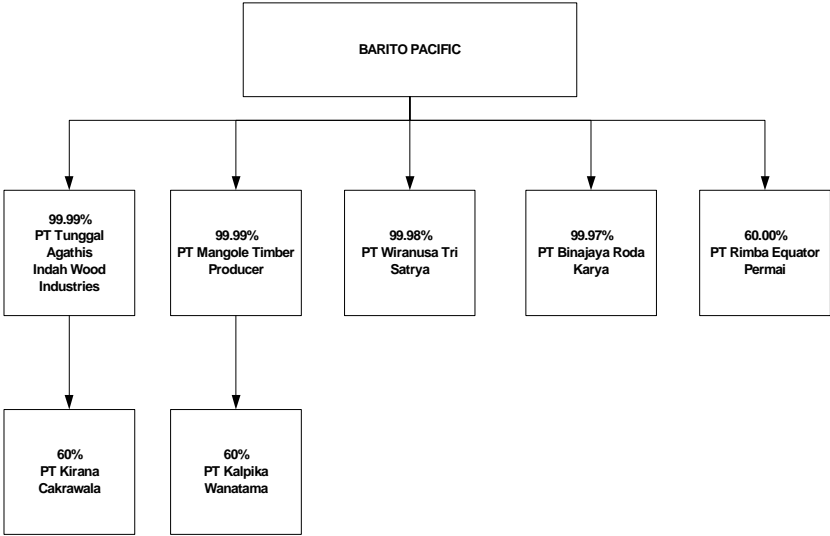 BARITO PACIFIC
99.99%
PT Tunggal
Agathis
Indah Wood
Industries
99.99%
PT Mangole Timber
Producer
99.98%
PT Wiranusa Tri
Satrya
99.97%
PT Binajaya Roda
Karya
60.00%
PT Rimba Equator
Permai
60%
PT Kirana
Cakrawala
60%
PT Kalpika
Wanatama